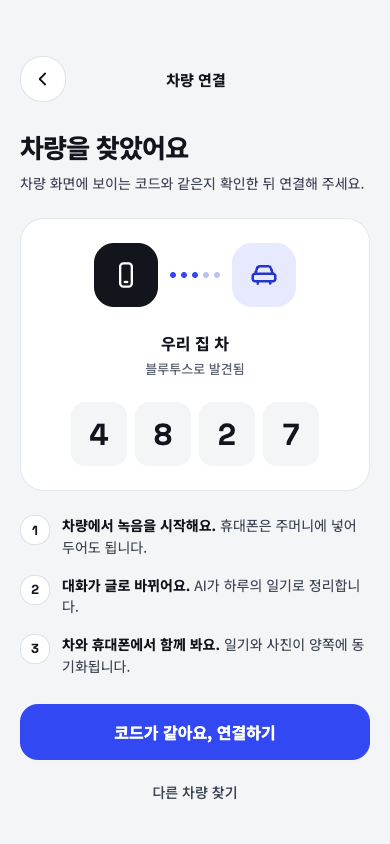 차량 연결
차량을 찾았어요
차량 화면에 보이는 코드와 같은지 확인한 뒤 연결해 주세요.
우리 집 차
블루투스로 발견됨
4 8 2 7
1 차량에서 녹음을 시작해요. 휴대폰은 주머니에 넣어
두어도 됩니다.
2 대화가 글로 바뀌어요. AI가 하루의 일기로 정리합니
다.
3 차와 휴대폰에서 함께 봐요. 일기와 사진이 양쪽에 동
기화됩니다.
코드가 같아요, 연결하기
다른 차량 찾기